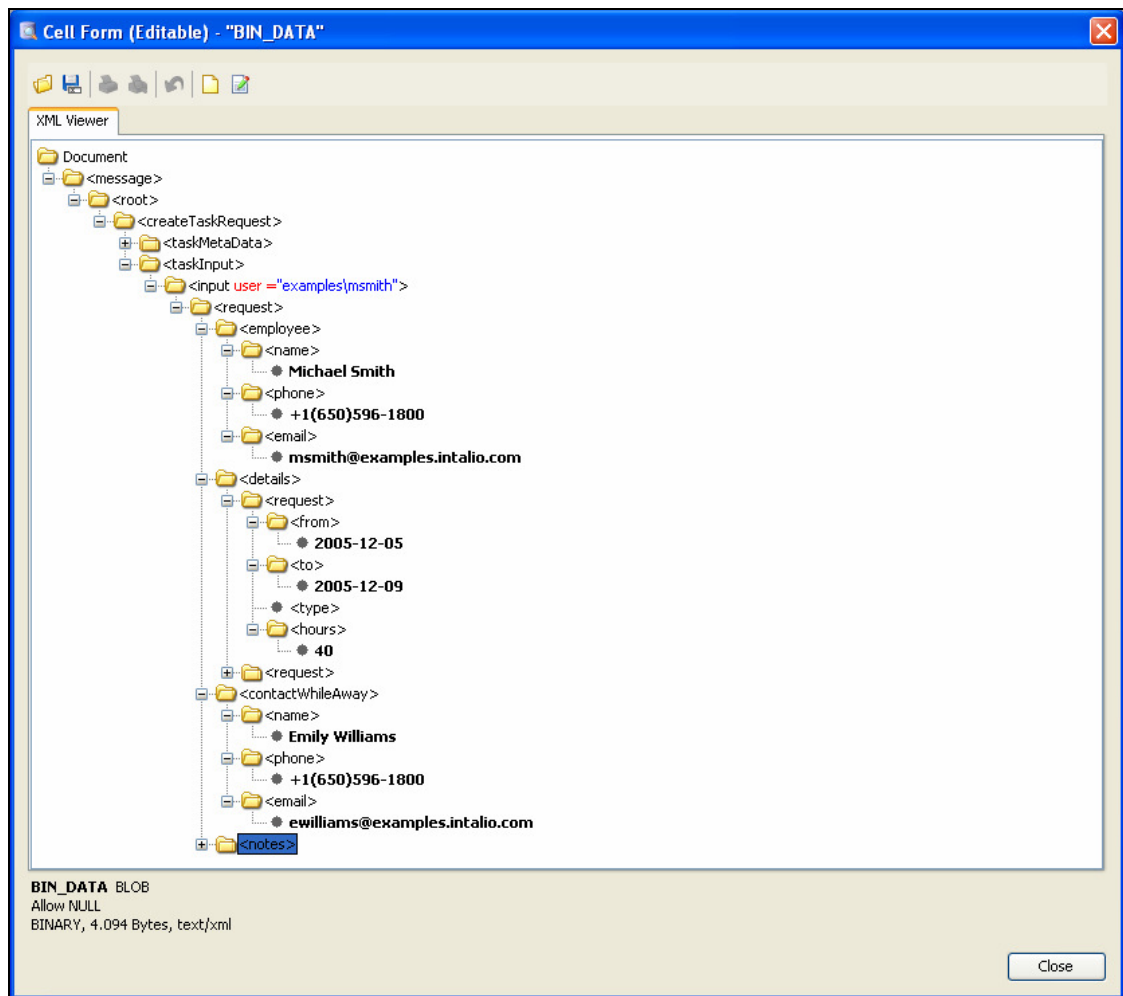 Cell Form (Editable) - "BIN_DATA"
XML Viewer
Document
<message>
<root>
<createTaskRequest>
<taskMetaData>
<taskInput>
<input user ="examples\msmith">
<request>
<employee>
<name>
Michael Smith
<phone>
+1(650)596-1800
<email>
msmith@examples.intalio.com
<details>
<request>
<from>
2005-12-05
<to>
2005-12-09
<type>
<hours>
40
<request>
<contactWhileAway>
<name>
Emily Williams
<phone>
+1(650)596-1800
<email>
ewilliams@examples.intalio.com
<notes>
BIN_DATA BLOB
Allow NULL
BINARY, 4.094 Bytes, text/xml
Close